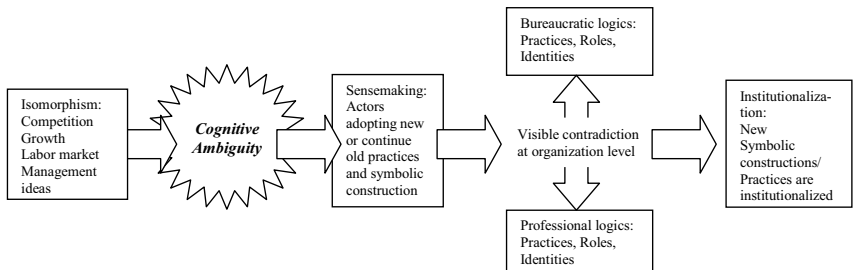 Isomorphism:
Competition
Growth
Labor market
Management
ideas
Cognitive
Ambiguity
Sensemaking:
Actors
adopting new
or continue
old practices
and symbolic
construction
Bureaucratic logics:
Practices, Roles,
Identities
Visible contradiction
at organization level
Professional logics:
Practices, Roles,
Identities
Institutionaliza-
tion:
New
Symbolic
constructions/
Practices are
institutionalized